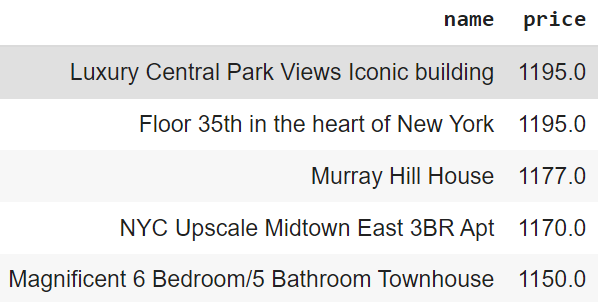 name price
Luxury Central Park Views Iconic building 1195.0
Floor 35th in the heart of New York 1195.0
Murray Hill House 1177.0
NYC Upscale Midtown East 3BR Apt 1170.0
Magnificent 6 Bedroom/5 Bathroom Townhouse 1150.0